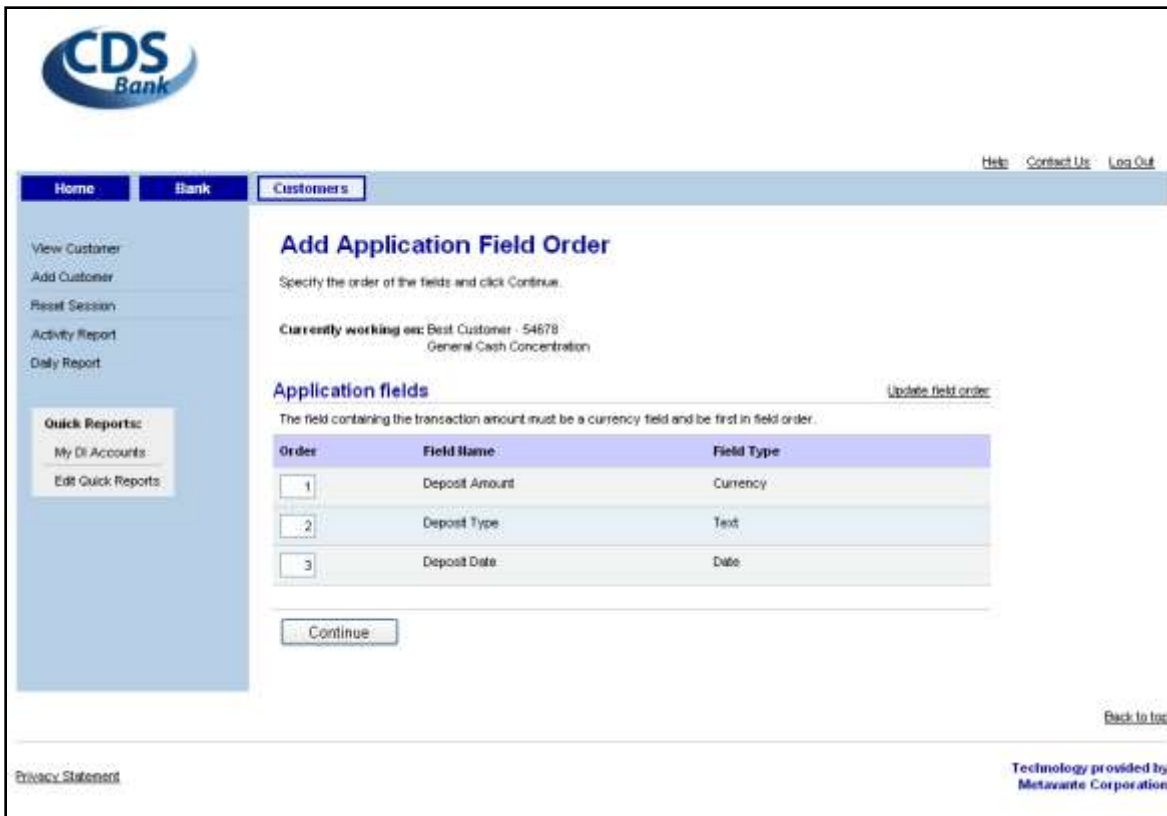 CDS
Bank
Help Contact Us Log Out
Home Bank Customers
View Customer
Add Customer
Reset Session
Activity Report
Daily Report
Quick Reports:
My DI Accounts
Edit Quick Reports
Add Application Field Order
Specify the order of the fields and click Continue.
Currently working on: Best Customer - 54678
General Cash Concentration
Application fields Update field order
The field containing the transaction amount must be a currency field and be first in field order.
Order Field Name Field Type
1 Deposit Amount Currency
2 Deposit Type Text
3 Deposit Date Date
Continue
Back to top
Privacy Statement
Technology provided by
Metavante Corporation